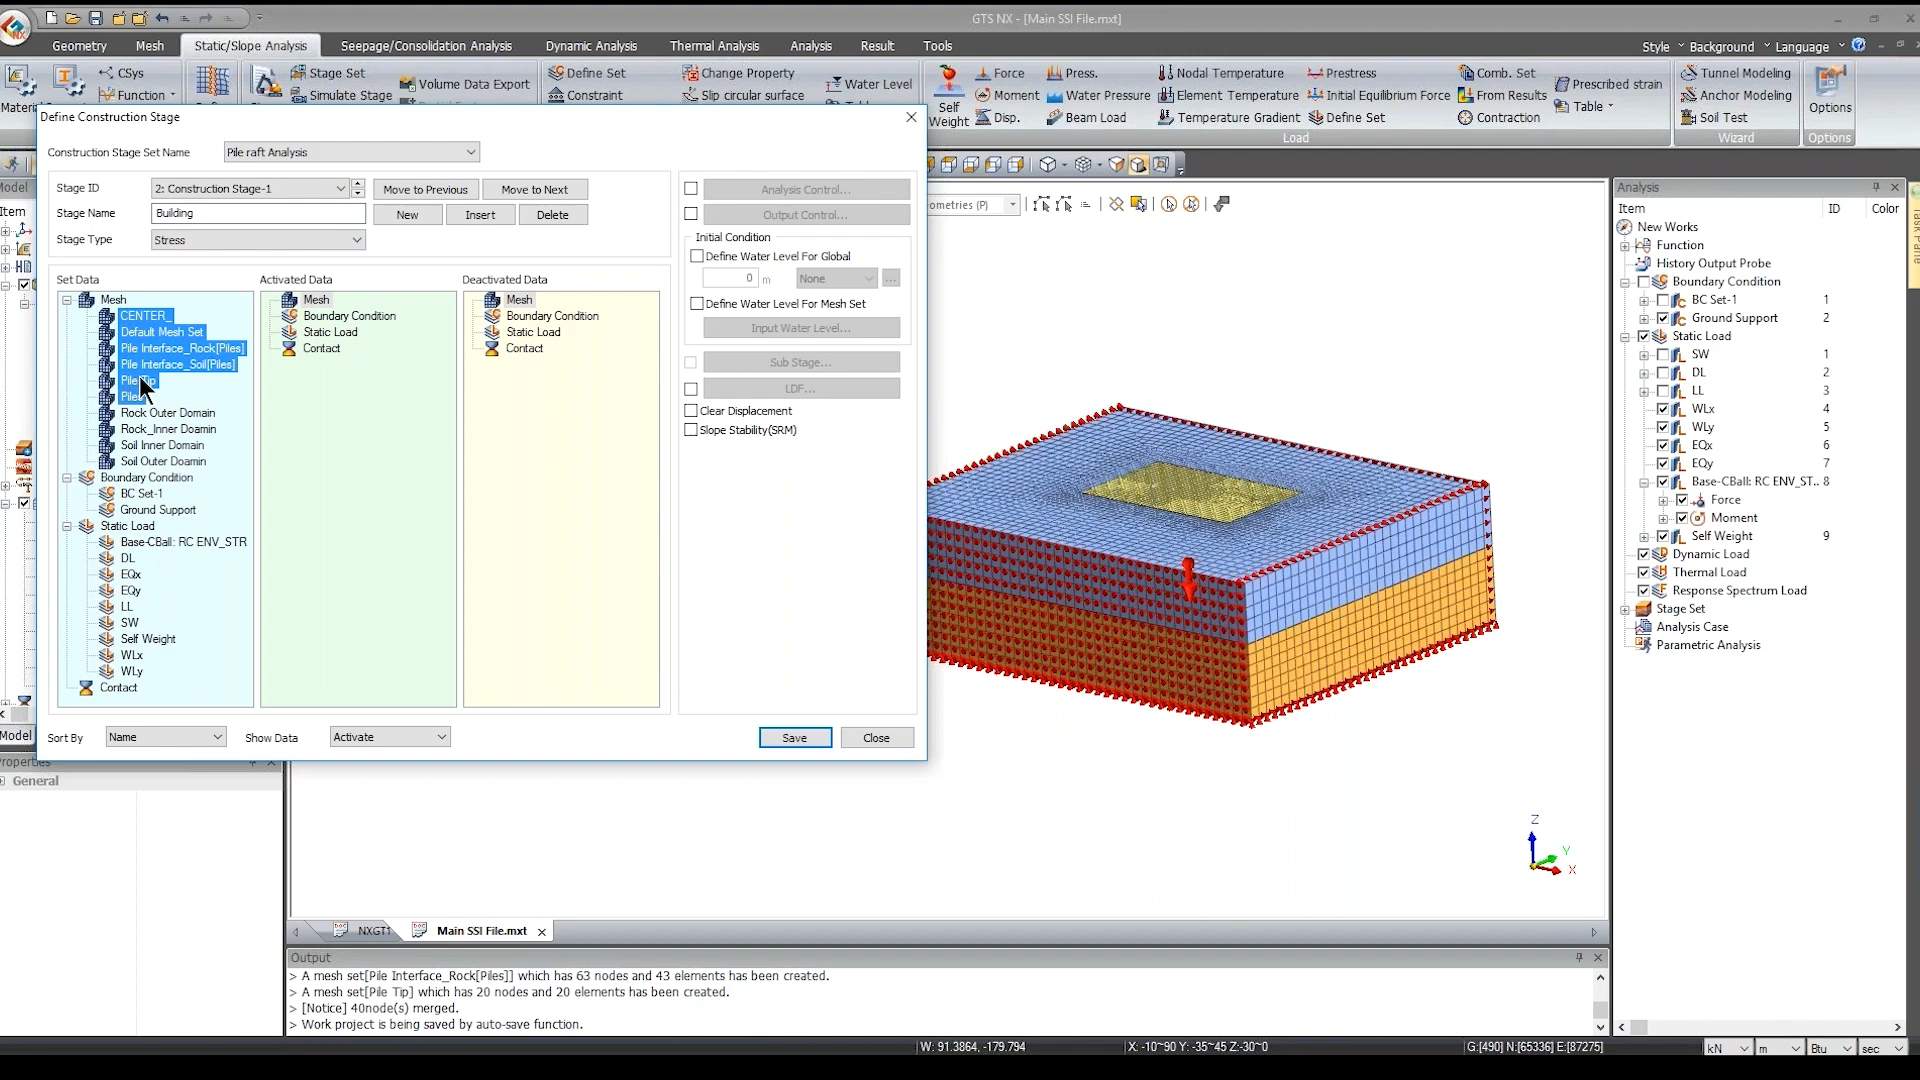 GTS NX - [Main SSI File.mxt]
Geometry Mesh Static/Slope Analysis Seepage/Consolidation Analysis Dynamic Analysis Thermal Analysis Analysis Result Tools
Style Background Language
CSys Stage Set Define Set Change Property Force Press. Nodal Temperature Prestress Comb. Set Tunnel Modeling
Volume Data Export Water Level Prescribed strain
Function Simulate Stage Constraint Slip circular surface Moment Water Pressure Element Temperature Initial Equilibrium Force From Results Anchor Modeling
Self Weight Table Options
Disp. Beam Load Temperature Gradient Define Set Contraction Soil Test
Load Wizard Options
Define Construction Stage
Construction Stage Set Name Pile raft Analysis
Stage ID 2: Construction Stage-1 Move to Previous Move to Next
Stage Name Building New Insert Delete
Stage Type Stress
Analysis Control...
Output Control...
Initial Condition
Define Water Level For Global
0 m None ...
Define Water Level For Mesh Set
Input Water Level...
Sub Stage...
LDF...
Clear Displacement
Slope Stability(SRM)
Set Data
Mesh
CENTER_
Default Mesh Set
Pile Interface_Rock[Piles]
Pile Interface_Soil[Piles]
Pile Tip
Piles
Rock Outer Domain
Rock_Inner Doamin
Soil Inner Domain
Soil Outer Doamin
Boundary Condition
BC Set-1
Ground Support
Static Load
Base-CBall: RC ENV_STR
DL
EQx
EQy
LL
SW
Self Weight
WLx
WLy
Contact
Activated Data
Mesh
Boundary Condition
Static Load
Contact
Deactivated Data
Mesh
Boundary Condition
Static Load
Contact
Sort By Name Show Data Activate Save Close
Item
Model
General
eometries (P)
Z
Y
X
NXGT1 Main SSI File.mxt
Output
> A mesh set[Pile Interface_Rock[Piles]] which has 63 nodes and 43 elements has been created.
> A mesh set[Pile Tip] which has 20 nodes and 20 elements has been created.
> [Notice] 40node(s) merged.
> Work project is being saved by auto-save function.
Analysis
Item ID Color
New Works
Function
History Output Probe
Boundary Condition
BC Set-1 1
Ground Support 2
Static Load
SW 1
DL 2
LL 3
WLx 4
WLy 5
EQx 6
EQy 7
Base-CBall: RC ENV_ST.. 8
Force
Moment
Self Weight 9
Dynamic Load
Thermal Load
Response Spectrum Load
Stage Set
Analysis Case
Parametric Analysis
W: 91.3864, -179.794 X: -10~90 Y: -35~45 Z:-30~0 G:[490] N:[65336] E:[87275] kN m Btu sec